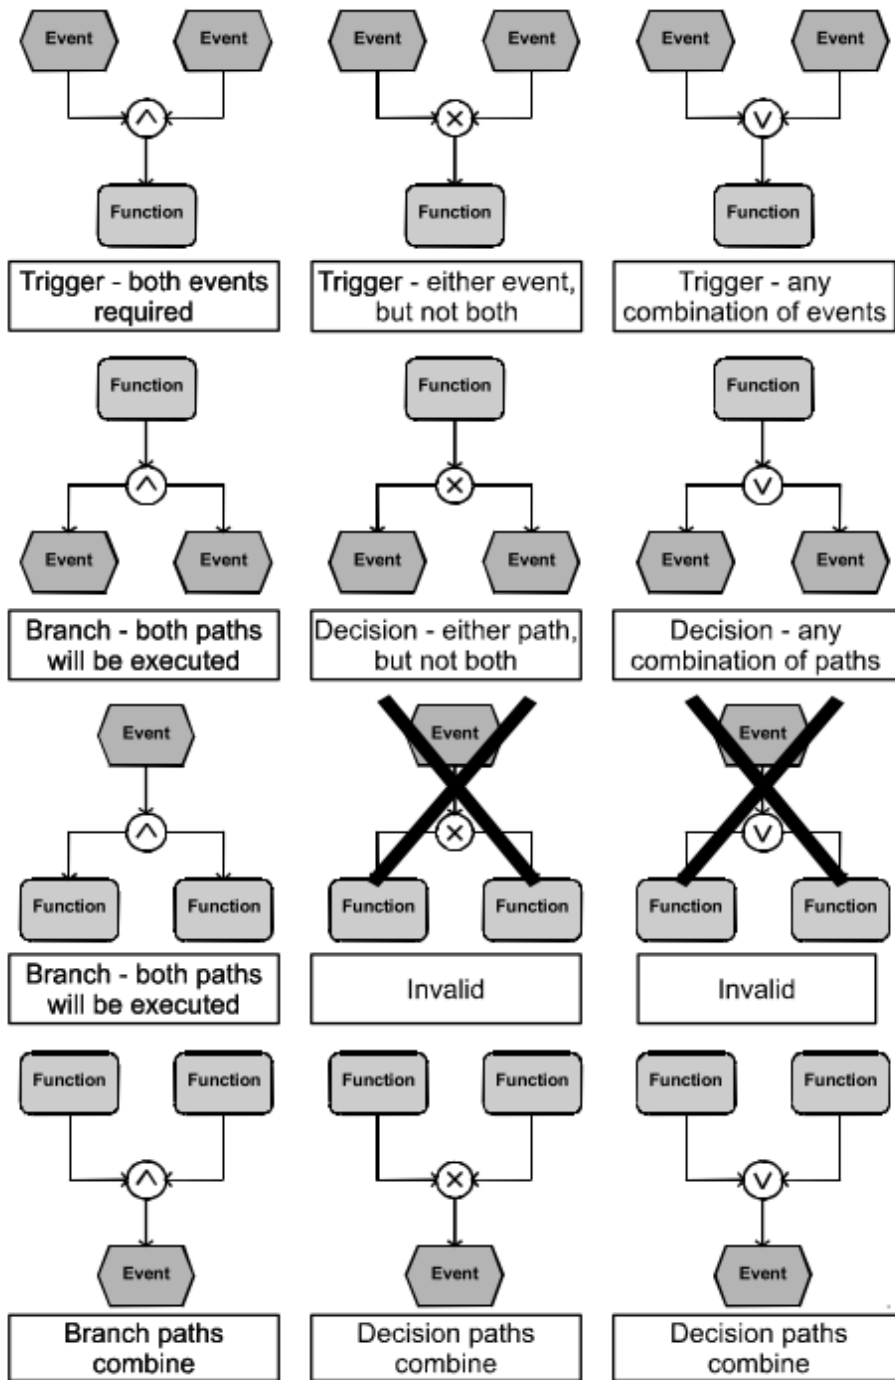 Event Event Event Event Event Event
Function Function Function
Trigger - both events Trigger - either event, Trigger - any
required but not both combination of events
Function Function Function
Event Event Event Event Event Event
Branch - both paths Decision - either path, Decision - any
will be executed but not both combination of paths
Event Event Event
Function Function Function Function Function Function
Branch - both paths
will be executed Invalid Invalid
Function Function Function Function Function Function
Event Event Event
Branch paths Decision paths Decision paths
combine combine combine